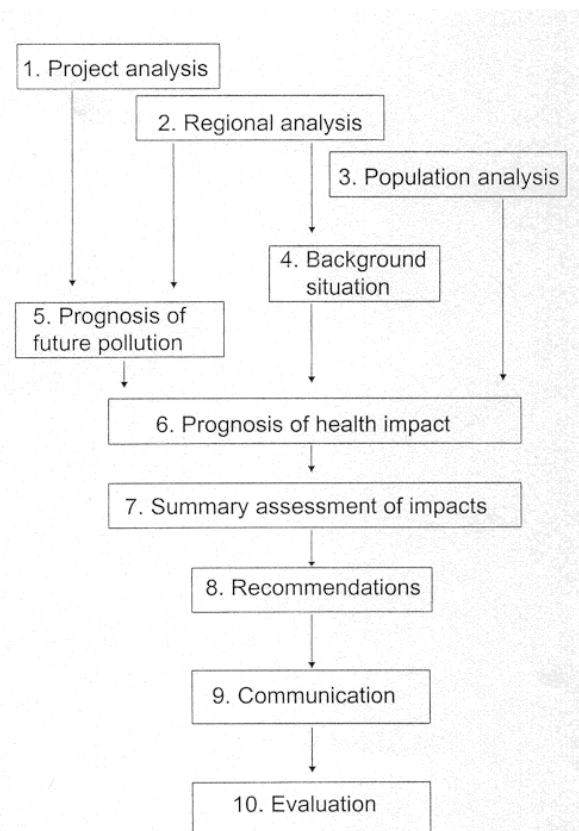 1. Project analysis
2. Regional analysis
3. Population analysis
4. Background
situation
5. Prognosis of
future pollution
6. Prognosis of health impact
7. Summary assessment of impacts
8. Recommendations
9. Communication
10. Evaluation